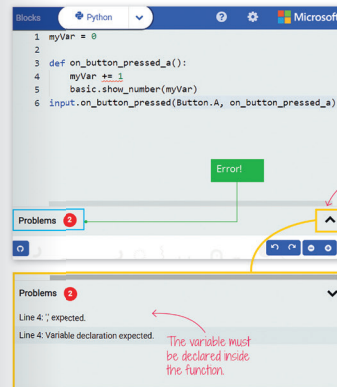 Blocks Python Microsoft
1 myVar = 0
2
3 def on_button_pressed_a():
4 myVar += 1
5 basic.show_number(myVar)
6 input.on_button_pressed(Button.A, on_button_pressed_a)
Error!
Problems 2
Problems 2
Line 4: ',' expected.
Line 4: Variable declaration expected.
The variable must
be declared inside
the function.